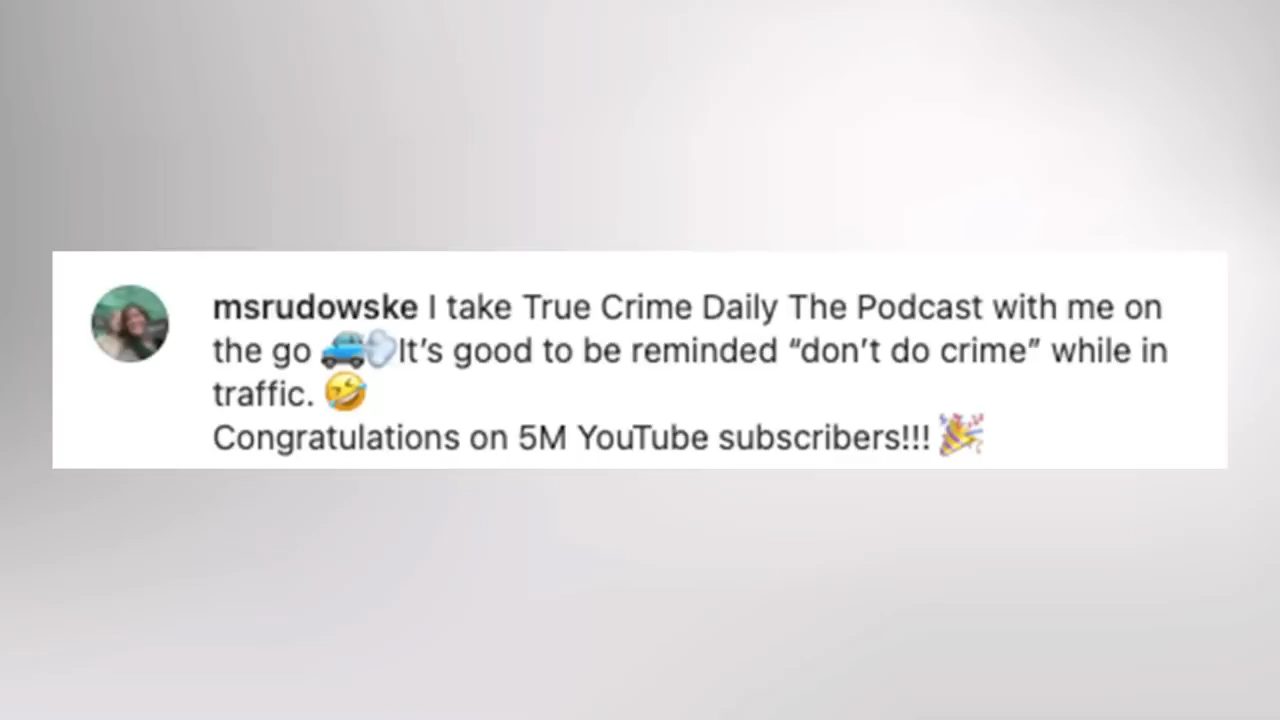 msrudowske I take True Crime Daily The Podcast with me on
the go 🚙💨It’s good to be reminded “don’t do crime” while in
traffic. 🤣
Congratulations on 5M YouTube subscribers!!! 🎉